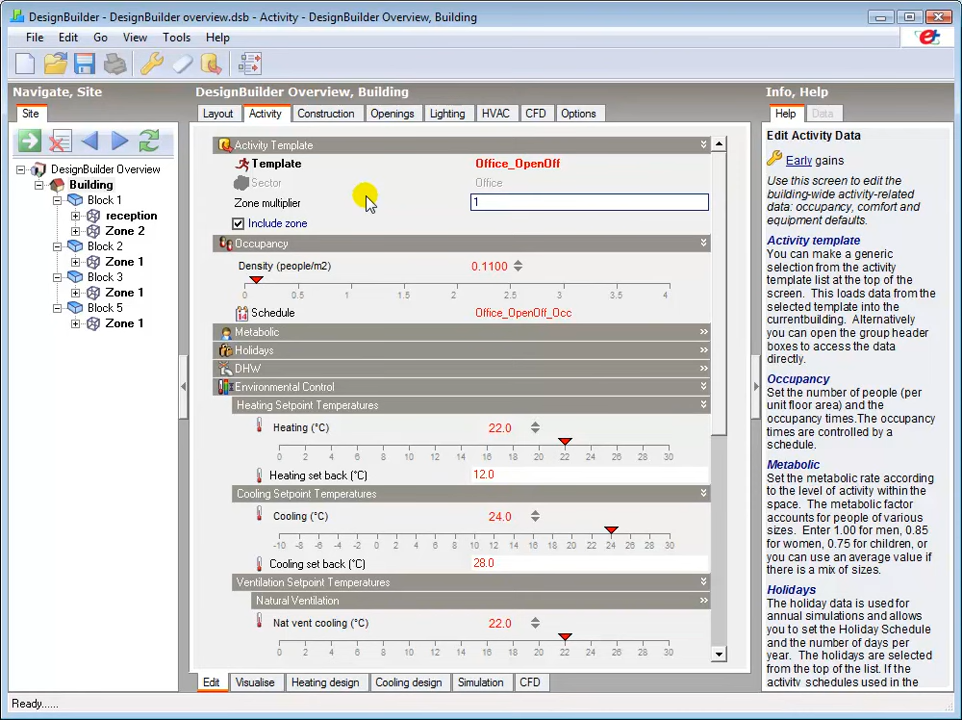 DesignBuilder - DesignBuilder overview.dsb - Activity - DesignBuilder Overview, Building
File Edit Go View Tools Help
Navigate, Site
Site
DesignBuilder Overview
Building
Block 1
reception
Zone 2
Block 2
Zone 1
Block 3
Zone 1
Block 5
Zone 1
DesignBuilder Overview, Building
Layout Activity Construction Openings Lighting HVAC CFD Options
Activity Template
Template Office_OpenOff
Sector Office
Zone multiplier 1
Include zone
Occupancy
Density (people/m2) 0.1100
0 0.5 1 1.5 2 2.5 3 3.5 4
Schedule Office_OpenOff_Occ
Metabolic
Holidays
DHW
Environmental Control
Heating Setpoint Temperatures
Heating (°C) 22.0
0 2 4 6 8 10 12 14 16 18 20 22 24 26 28 30
Heating set back (°C) 12.0
Cooling Setpoint Temperatures
Cooling (°C) 24.0
-10 -8 -6 -4 -2 0 2 4 6 8 10 12 14 16 18 20 22 24 26 28 30
Cooling set back (°C) 28.0
Ventilation Setpoint Temperatures
Natural Ventilation
Nat vent cooling (°C) 22.0
0 2 4 6 8 10 12 14 16 18 20 22 24 26 28 30
Edit Visualise Heating design Cooling design Simulation CFD
Info, Help
Help Data
Edit Activity Data
Early gains
Use this screen to edit the
building-wide activity-related
data: occupancy, comfort and
equipment defaults.
Activity template
You can make a generic
selection from the activity
template list at the top of the
screen. This loads data from the
selected template into the
currentbuilding. Alternatively
you can open the group header
boxes to access the data
directly.
Occupancy
Set the number of people (per
unit floor area) and the
occupancy times.The occupancy
times are controlled by a
schedule.
Metabolic
Set the metabolic rate according
to the level of activity within the
space. The metabolic factor
accounts for people of various
sizes. Enter 1.00 for men, 0.85
for women, 0.75 for children, or
you can use an average value if
there is a mix of sizes.
Holidays
The holiday data is used for
annual simulations and allows
you to set the Holiday Schedule
and the number of days per
year. The holidays are selected
from the top of the list. If the
activity schedules used in the
Ready......